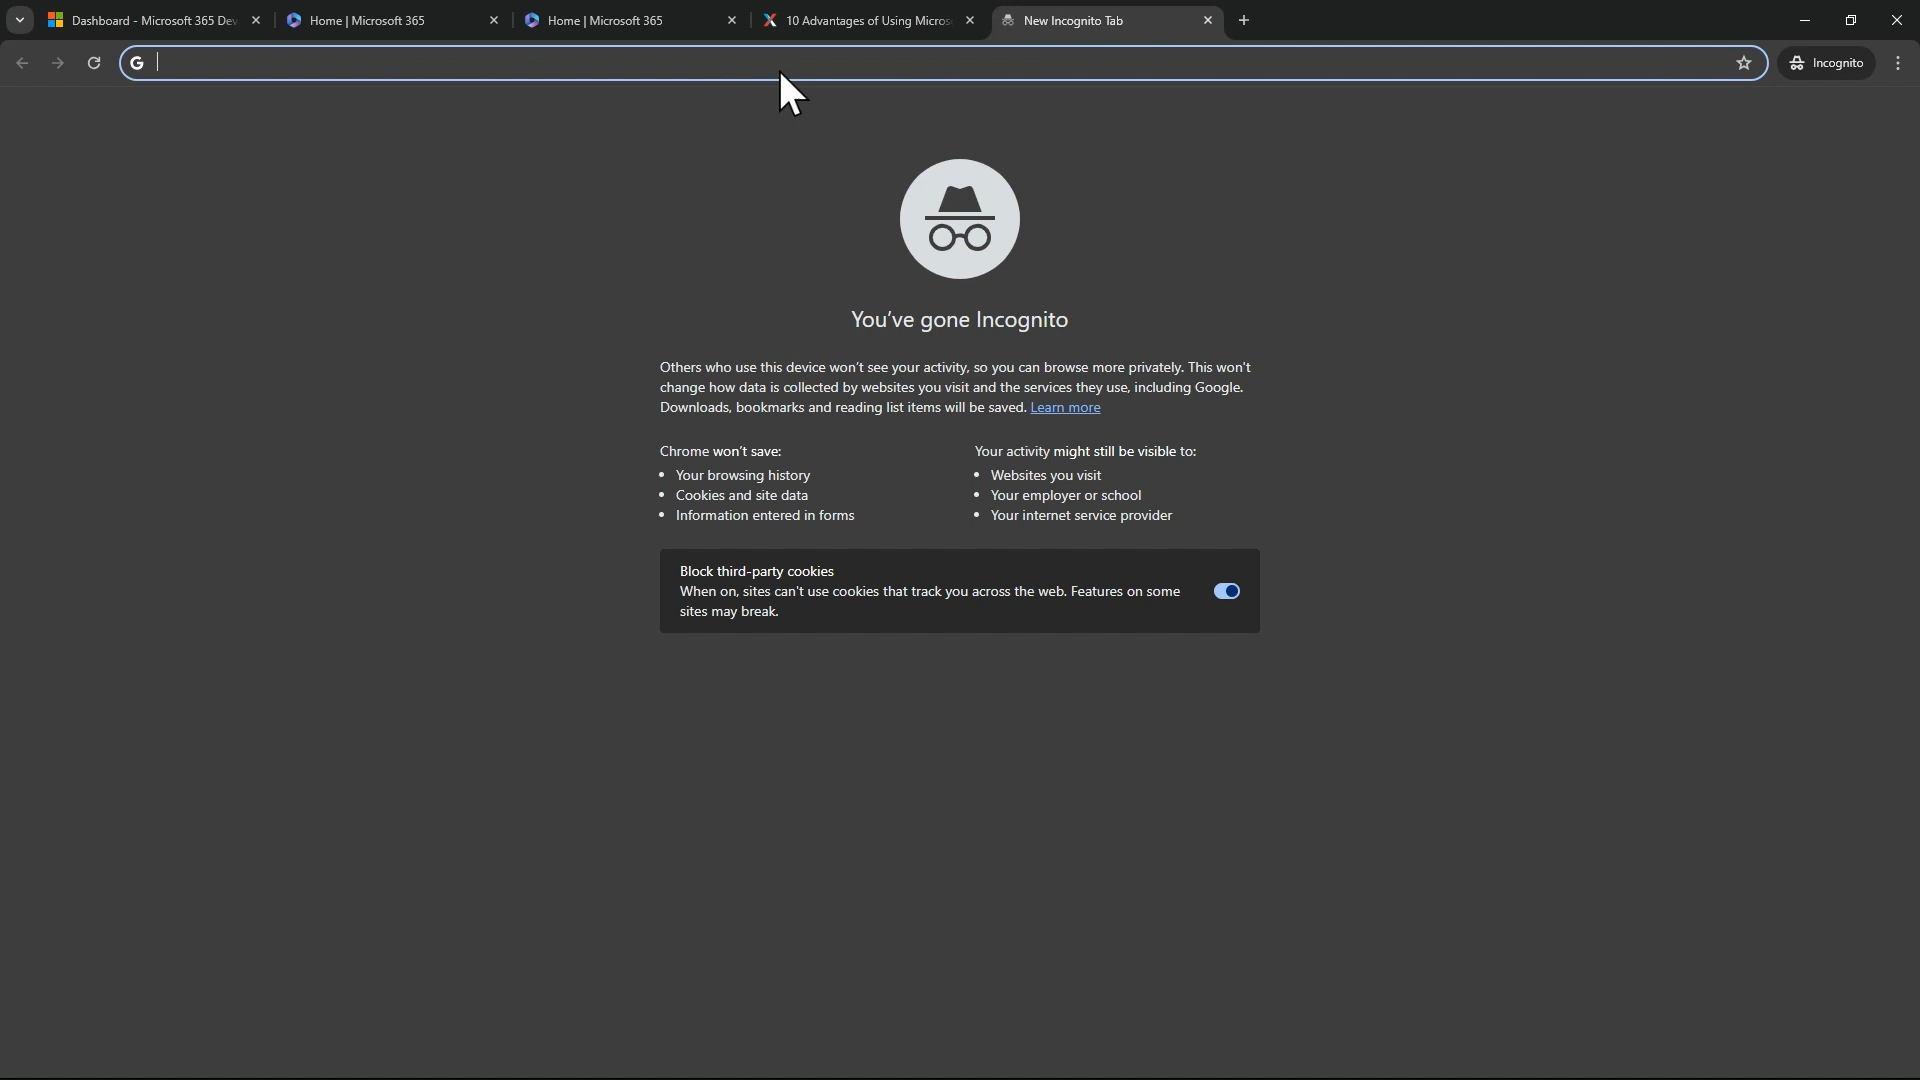 Dashboard - Microsoft 365 Dev
Home | Microsoft 365
Home | Microsoft 365
10 Advantages of Using Micros
New Incognito Tab
Incognito
You've gone Incognito
Others who use this device won't see your activity, so you can browse more privately. This won't
change how data is collected by websites you visit and the services they use, including Google.
Downloads, bookmarks and reading list items will be saved. Learn more
Chrome won't save:
• Your browsing history
• Cookies and site data
• Information entered in forms
Your activity might still be visible to:
• Websites you visit
• Your employer or school
• Your internet service provider
Block third-party cookies
When on, sites can't use cookies that track you across the web. Features on some
sites may break.